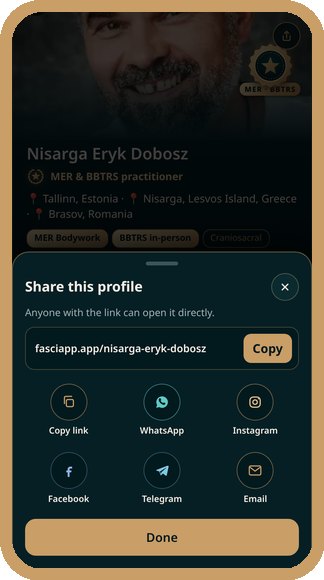 MER · BBTRS
Nisarga Eryk Dobosz
MER & BBTRS practitioner
Tallinn, Estonia · Nisarga, Lesvos Island, Greece
· Brasov, Romania
MER Bodywork BBTRS in-person Craniosacral
Share this profile
Anyone with the link can open it directly.
fasciapp.app/nisarga-eryk-dobosz Copy
Copy link WhatsApp Instagram
Facebook Telegram Email
Done